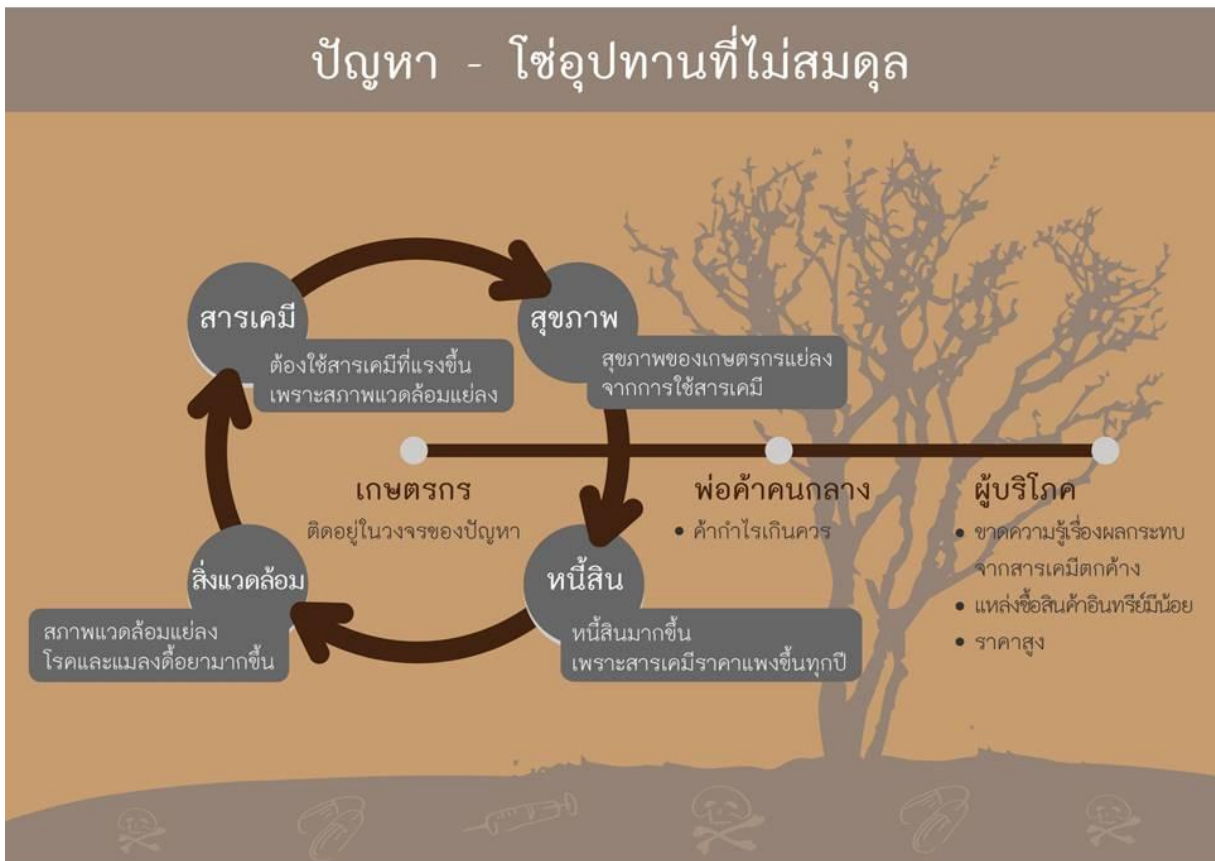 ปัญหา - โซ่อุปทานที่ไม่สมดุล
สารเคมี
ต้องใช้สารเคมีที่แรงขึ้น
เพราะสภาพแวดล้อมแย่ลง
สุขภาพ
สุขภาพของเกษตรกรแย่ลง
จากการใช้สารเคมี
เกษตรกร
ติดอยู่ในวงจรของปัญหา
พ่อค้าคนกลาง
• ค้ากำไรเกินควร
ผู้บริโภค
• ขาดความรู้เรื่องผลกระทบ
จากสารเคมีตกค้าง
• แหล่งซื้อสินค้าอินทรีย์มีน้อย
• ราคาสูง
สิ่งแวดล้อม
สภาพแวดล้อมแย่ลง
โรคและแมลงดื้อยามากขึ้น
หนี้สิน
หนี้สินมากขึ้น
เพราะสารเคมีราคาแพงขึ้นทุกปี